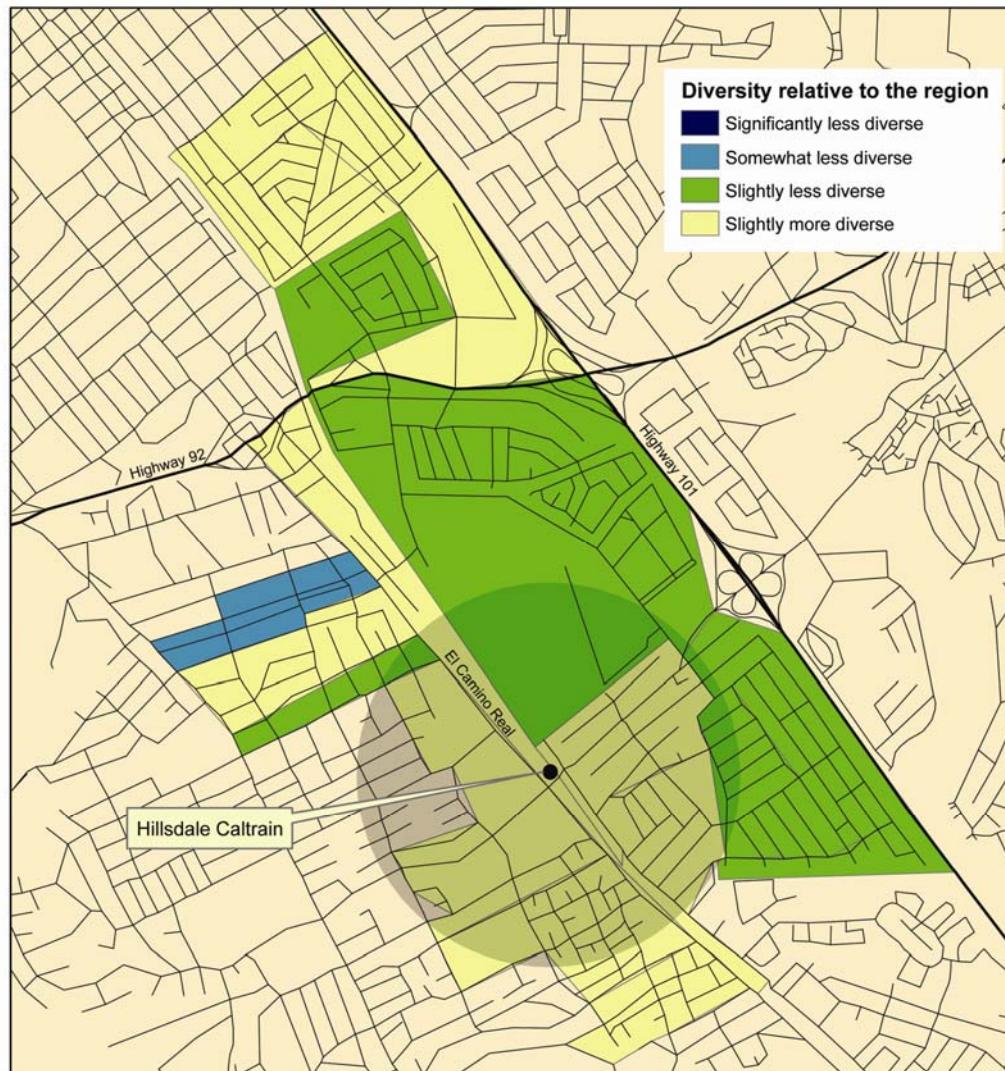 Diversity relative to the region
Significantly less diverse
Somewhat less diverse
Slightly less diverse
Slightly more diverse
Highway 92
Highway 101
El Camino Real
Hillsdale Caltrain